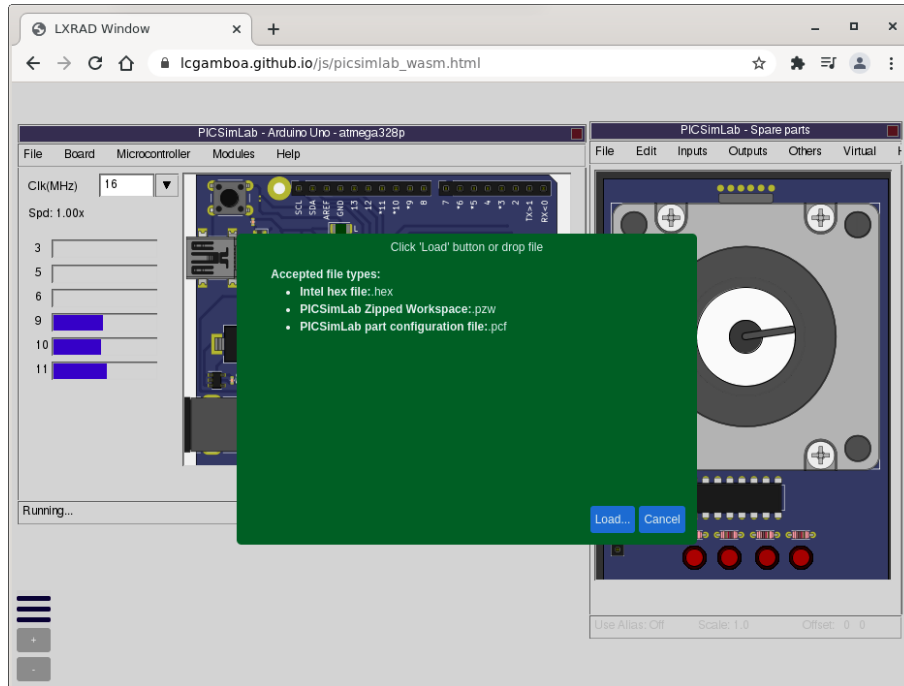 LXRAD Window
lcgamboa.github.io/js/picsimlab_wasm.html
PICSimLab - Arduino Uno - atmega328p
File Board Microcontroller Modules Help
Clk(MHz) 16
Spd: 1.00x
3
5
6
9
10
11
SCL SDA AREF GND 13 12 *11 *10 *9 8 7 *6 *5 4 *3 2 TX>1 RX<0
L
Click 'Load' button or drop file
Accepted file types:
• Intel hex file:.hex
• PICSimLab Zipped Workspace:.pzw
• PICSimLab part configuration file:.pcf
Load... Cancel
Running...
PICSimLab - Spare parts
File Edit Inputs Outputs Others Virtual H
Use Alias: Off Scale: 1.0 Offset: 0 0
+
-